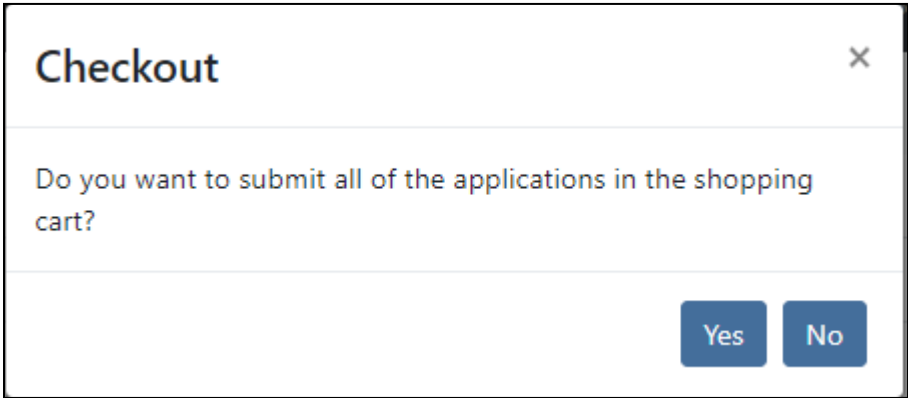 Checkout ×
Do you want to submit all of the applications in the shopping
cart?
Yes No